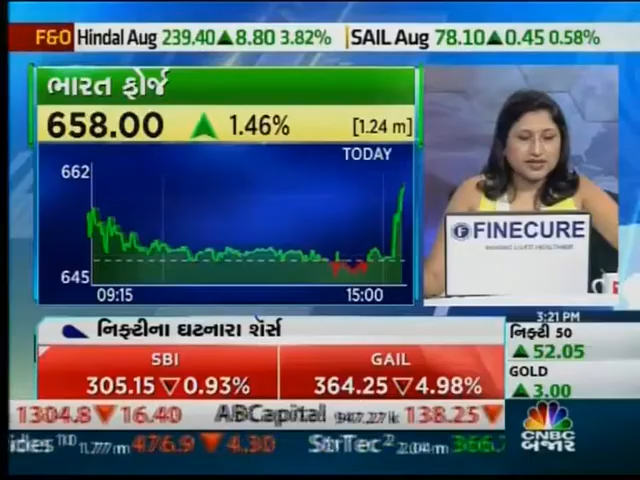 F&O Hindal Aug 239.40▲8.80 3.82% SAIL Aug 78.10▲0.45 0.58%
ભારત ફોર્જ
658.00 ▲ 1.46% [1.24 m]
TODAY
662
645
09:15 15:00
FINECURE
3:21 PM
નિફ્ટીના ઘટનારા શેર્સ
નિફ્ટી 50
▲52.05
SBI GAIL
305.15▽0.93% 364.25▽4.98%
GOLD
▲3.00
1304.8▼16.40 ABCapital 138.25▼
476.9▼4.30 StrTec
CNBC
બજાર